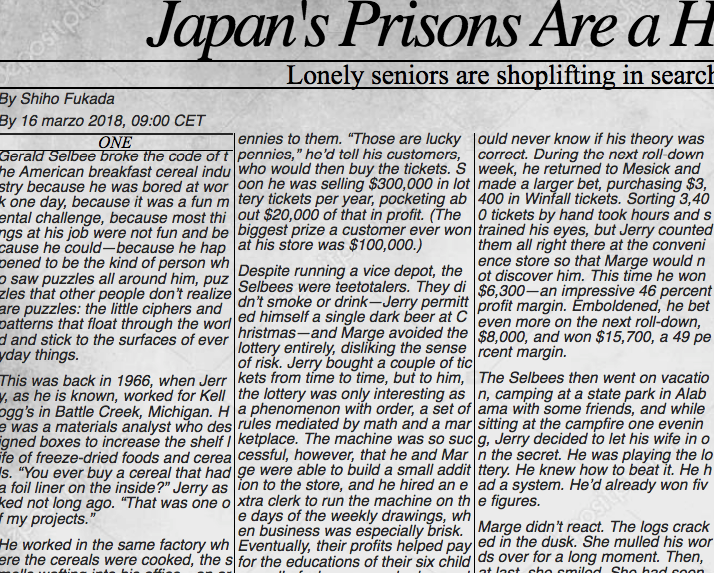 Japan's Prisons Are a H
Lonely seniors are shoplifting in search
By Shiho Fukada
By 16 marzo 2018, 09:00 CET
ONE
Gerald Selbee broke the code of t
he American breakfast cereal indu
stry because he was bored at wor
k one day, because it was a fun m
ental challenge, because most thi
ngs at his job were not fun and be
cause he could—because he hap
pened to be the kind of person wh
o saw puzzles all around him, puz
zles that other people don't realize
are puzzles: the little ciphers and
patterns that float through the worl
d and stick to the surfaces of ever
yday things.
This was back in 1966, when Jerr
y, as he is known, worked for Kell
ogg's in Battle Creek, Michigan. H
e was a materials analyst who des
igned boxes to increase the shelf l
ife of freeze-dried foods and cerea
ls. “You ever buy a cereal that had
a foil liner on the inside?” Jerry as
ked not long ago. “That was one o
f my projects.”
He worked in the same factory wh
ere the cereals were cooked, the s
ennies to them. “Those are lucky
pennies,” he'd tell his customers,
who would then buy the tickets. S
oon he was selling $300,000 in lot
tery tickets per year, pocketing ab
out $20,000 of that in profit. (The
biggest prize a customer ever won
at his store was $100,000.)
Despite running a vice depot, the
Selbees were teetotalers. They di
dn't smoke or drink—Jerry permitt
ed himself a single dark beer at C
hristmas—and Marge avoided the
lottery entirely, disliking the sense
of risk. Jerry bought a couple of tic
kets from time to time, but to him,
the lottery was only interesting as
a phenomenon with order, a set of
rules mediated by math and a mar
ketplace. The machine was so suc
cessful, however, that he and Mar
ge were able to build a small addit
ion to the store, and he hired an e
xtra clerk to run the machine on th
e days of the weekly drawings, wh
en business was especially brisk.
Eventually, their profits helped pay
for the educations of their six child
ould never know if his theory was
correct. During the next roll-down
week, he returned to Mesick and
made a larger bet, purchasing $3,
400 in Winfall tickets. Sorting 3,40
0 tickets by hand took hours and s
trained his eyes, but Jerry counted
them all right there at the conveni
ence store so that Marge would n
ot discover him. This time he won
$6,300—an impressive 46 percent
profit margin. Emboldened, he bet
even more on the next roll-down,
$8,000, and won $15,700, a 49 pe
rcent margin.
The Selbees then went on vacatio
n, camping at a state park in Alab
ama with some friends, and while
sitting at the campfire one evenin
g, Jerry decided to let his wife in o
n the secret. He was playing the lo
ttery. He knew how to beat it. He h
ad a system. He'd already won fiv
e figures.
Marge didn't react. The logs crack
ed in the dusk. She mulled his wor
ds over for a long moment. Then,
at last, she smiled. She had seen